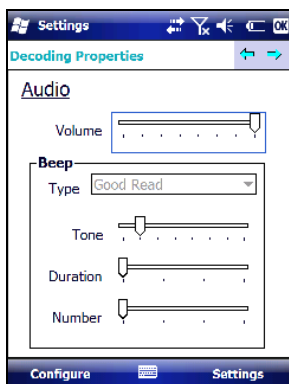 Settings
OK
Decoding Properties
Audio
Volume
Beep
Type Good Read
Tone
Duration
Number
Configure Settings